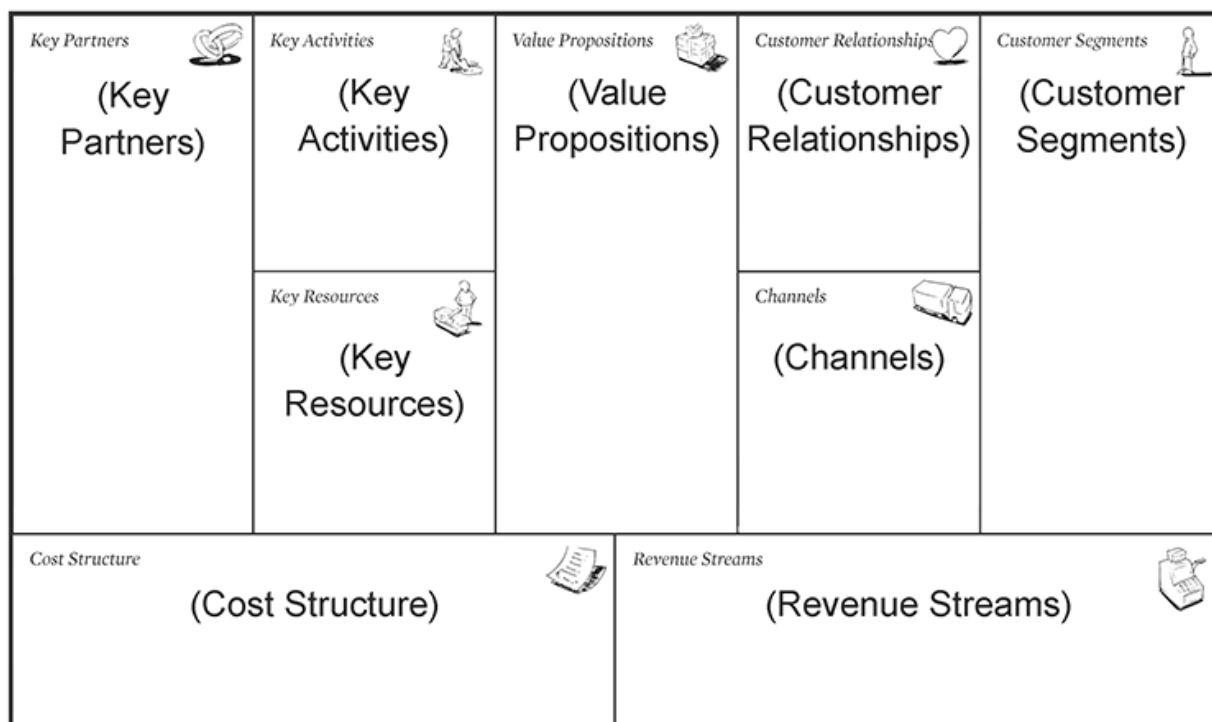 Key Partners
(Key
Partners)
Key Activities
(Key
Activities)
Key Resources
(Key
Resources)
Value Propositions
(Value
Propositions)
Customer Relationships
(Customer
Relationships)
Channels
(Channels)
Customer Segments
(Customer
Segments)
Cost Structure
(Cost Structure)
Revenue Streams
(Revenue Streams)